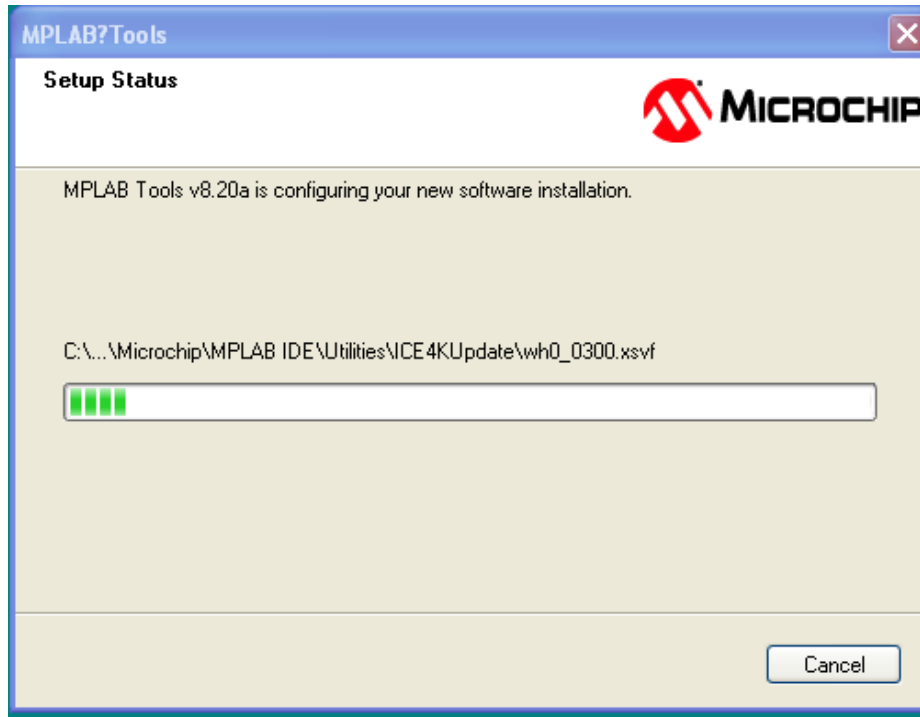 MPLAB?Tools
Setup Status
MICROCHIP
MPLAB Tools v8.20a is configuring your new software installation.
C:\...\Microchip\MPLAB IDE\Utilities\ICE4KUpdate\wh0_0300.xsvf
Cancel